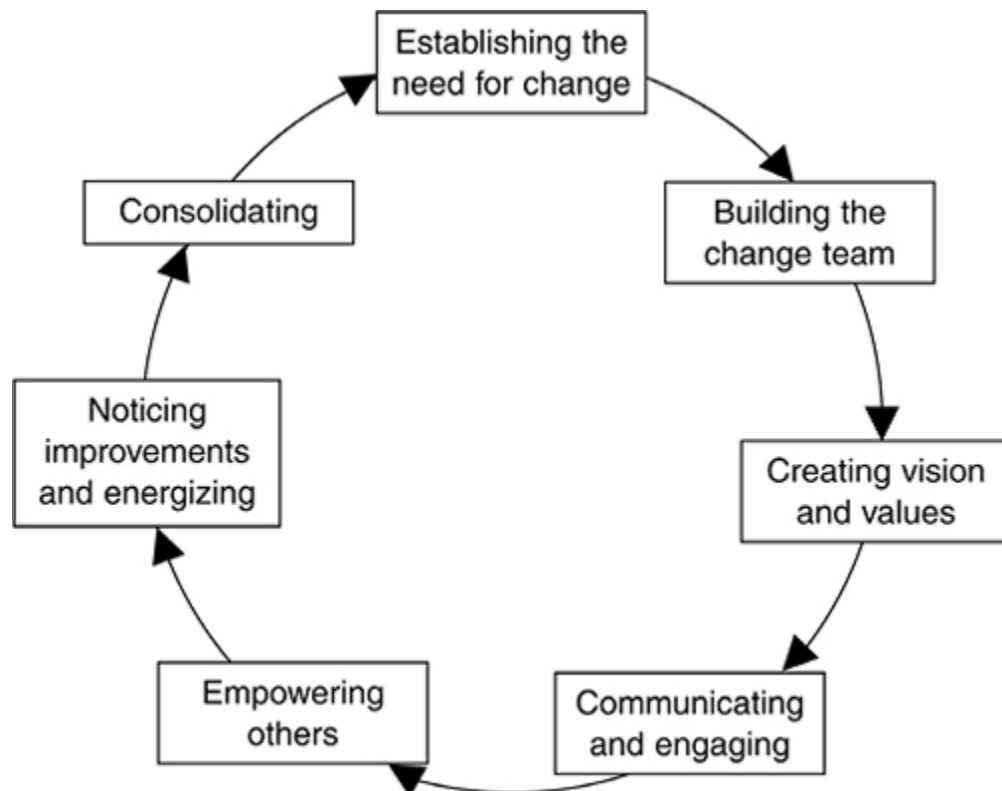 Establishing the
need for change
Building the
change team
Creating vision
and values
Communicating
and engaging
Empowering
others
Noticing
improvements
and energizing
Consolidating